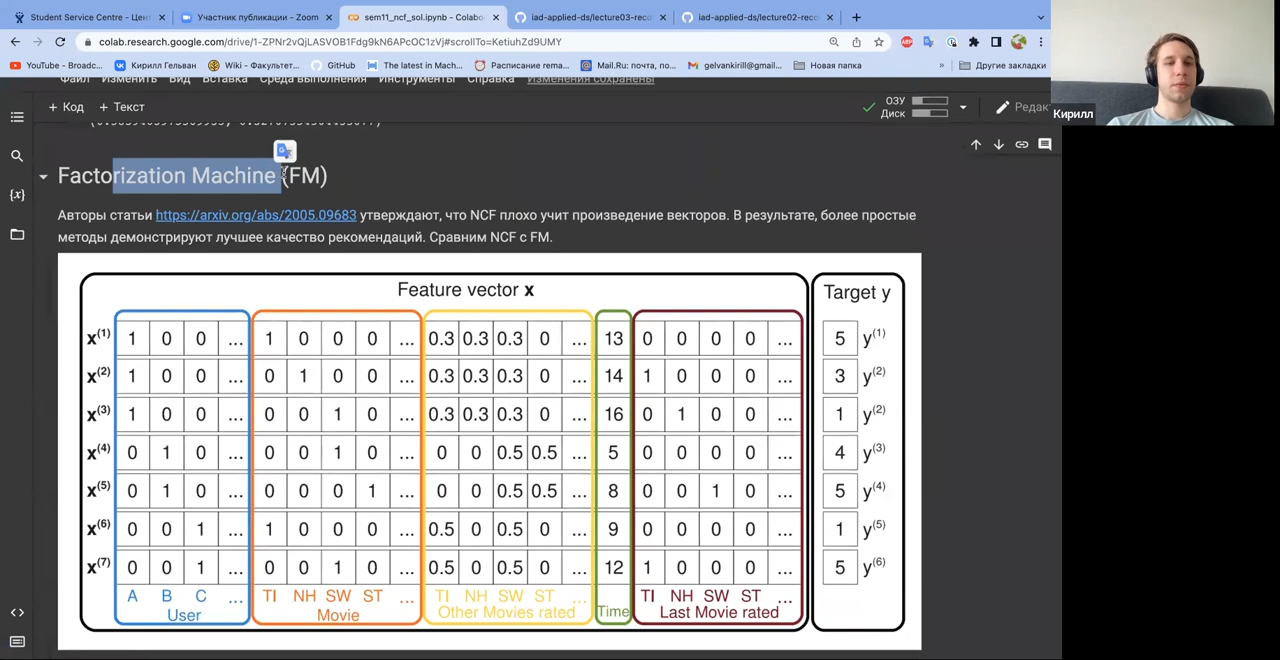 Student Service Centre - Цент
Участник публикации - Zoom
sem11_ncf_sol.ipynb - Colabo
iad-applied-ds/lecture03-reco
iad-applied-ds/lecture02-reco
colab.research.google.com/drive/1-ZPNr2vQjLASVOB1Fdg9kN6APcOC1zVj#scrollTo=KetiuhZd9UMY
ABP
YouTube - Broadc...
Кирилл Гельван
Wiki - Факультет...
GitHub
The latest in Mach...
Расписание rema...
Mail.Ru: почта, по...
gelvankirill@gmail....
Новая папка
»
Другие закладки
Файл Изменить Вид Вставка Среда выполнения Инструменты Справка Изменения сохранены
+ Код + Текст
ОЗУ
Диск
Редак
Кирилл
{x}
Factorization Machine (FM)
Авторы статьи https://arxiv.org/abs/2005.09683 утверждают, что NCF плохо учит произведение векторов. В результате, более простые
методы демонстрируют лучшее качество рекомендаций. Сравним NCF с FM.
Feature vector x
Target y
x(1) 1 0 0 ... 1 0 0 0 ... 0.3 0.3 0.3 0 ... 13 0 0 0 0 ... 5 y(1)
x(2) 1 0 0 ... 0 1 0 0 ... 0.3 0.3 0.3 0 ... 14 1 0 0 0 ... 3 y(2)
x(3) 1 0 0 ... 0 0 1 0 ... 0.3 0.3 0.3 0 ... 16 0 1 0 0 ... 1 y(2)
x(4) 0 1 0 ... 0 0 1 0 ... 0 0 0.5 0.5 ... 5 0 0 0 0 ... 4 y(3)
x(5) 0 1 0 ... 0 0 0 1 ... 0 0 0.5 0.5 ... 8 0 0 1 0 ... 5 y(4)
x(6) 0 0 1 ... 1 0 0 0 ... 0.5 0 0.5 0 ... 9 0 0 0 0 ... 1 y(5)
x(7) 0 0 1 ... 0 0 1 0 ... 0.5 0 0.5 0 ... 12 1 0 0 0 ... 5 y(6)
A B C ... TI NH SW ST ... TI NH SW ST ... TI NH SW ST ...
User Movie Other Movies rated Time Last Movie rated